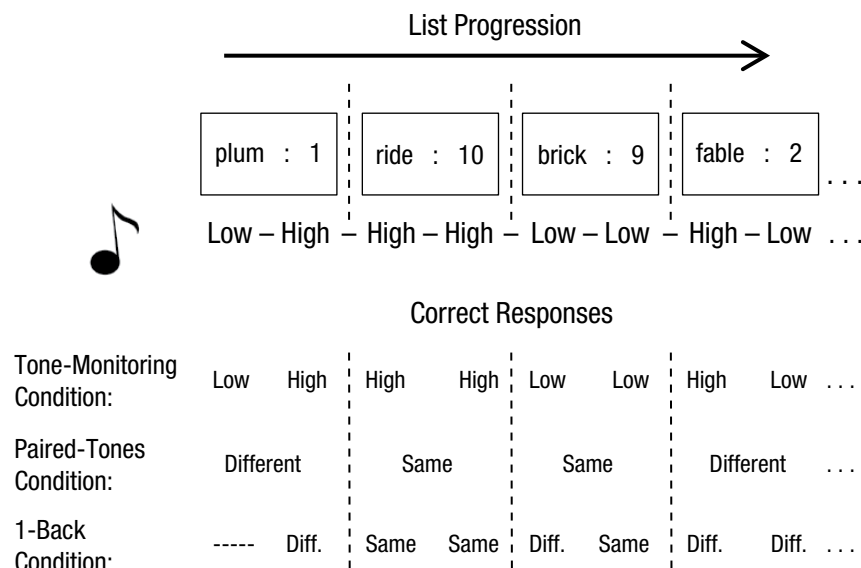 List Progression
plum : 1 ride : 10 brick : 9 fable : 2 . . .
Low – High – High – High – Low – Low – High – Low . . .
Correct Responses
Tone-Monitoring
Condition:
Low High High High Low Low High Low . . .
Paired-Tones
Condition:
Different Same Same Different . . .
1-Back
Condition:
----- Diff. Same Same Diff. Same Diff. Diff. . . .